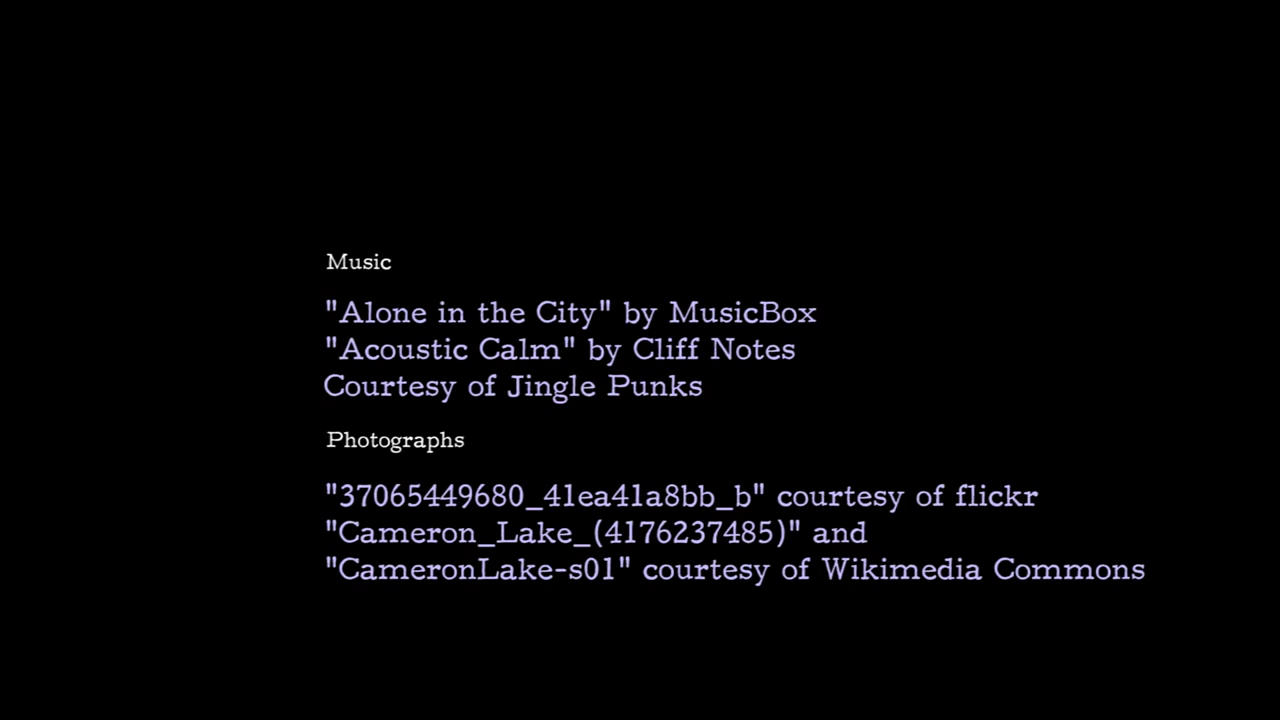 Music
"Alone in the City" by MusicBox
"Acoustic Calm" by Cliff Notes
Courtesy of Jingle Punks
Photographs
"37065449680_41ea41a8bb_b" courtesy of flickr
"Cameron_Lake_(4176237485)" and
"CameronLake-s01" courtesy of Wikimedia Commons